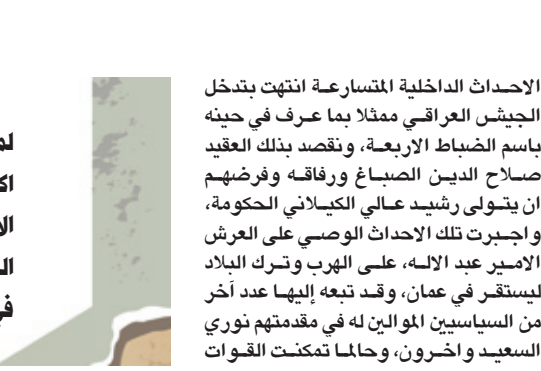 الاحداث الداخلية المتسارعة انتهت بتدخل
الجيش العراقي ممثلا بما عرف في حينه
باسم الضباط الاربعة، ونقصد بذلك العقيد
صلاح الدين الصباغ ورفاقه وفرضهم
ان يتولى رشيد عالي الكيلاني الحكومة،
واجبرت تلك الاحداث الوصي على العرش
الامير عبد الاله، على الهرب وترك البلاد
ليستقر في عمان، وقد تبعه إليها عدد آخر
من السياسيين الموالين له في مقدمتهم نوري
السعيد واخرون، وحالما تمكنت القوات